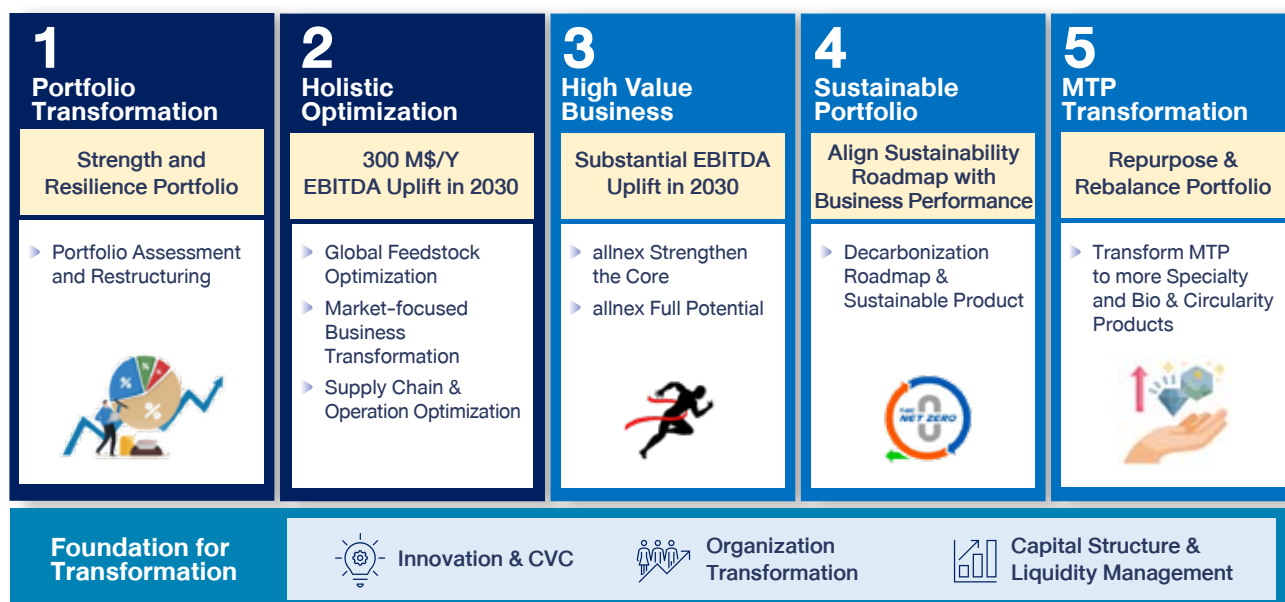 1
Portfolio
Transformation
Strength and
Resilience Portfolio
Portfolio Assessment
and Restructuring
% % %
%
2
Holistic
Optimization
300 M$/Y
EBITDA Uplift in 2030
Global Feedstock
Optimization
Market-focused
Business
Transformation
Supply Chain &
Operation Optimization
3
High Value
Business
Substantial EBITDA
Uplift in 2030
allnex Strengthen
the Core
allnex Full Potential
4
Sustainable
Portfolio
Align Sustainability
Roadmap with
Business Performance
Decarbonization
Roadmap &
Sustainable Product
NET ZERO
0
5
MTP
Transformation
Repurpose &
Rebalance Portfolio
Transform MTP
to more Specialty
and Bio & Circularity
Products
Foundation for
Transformation
Innovation & CVC
Organization
Transformation
Capital Structure &
Liquidity Management